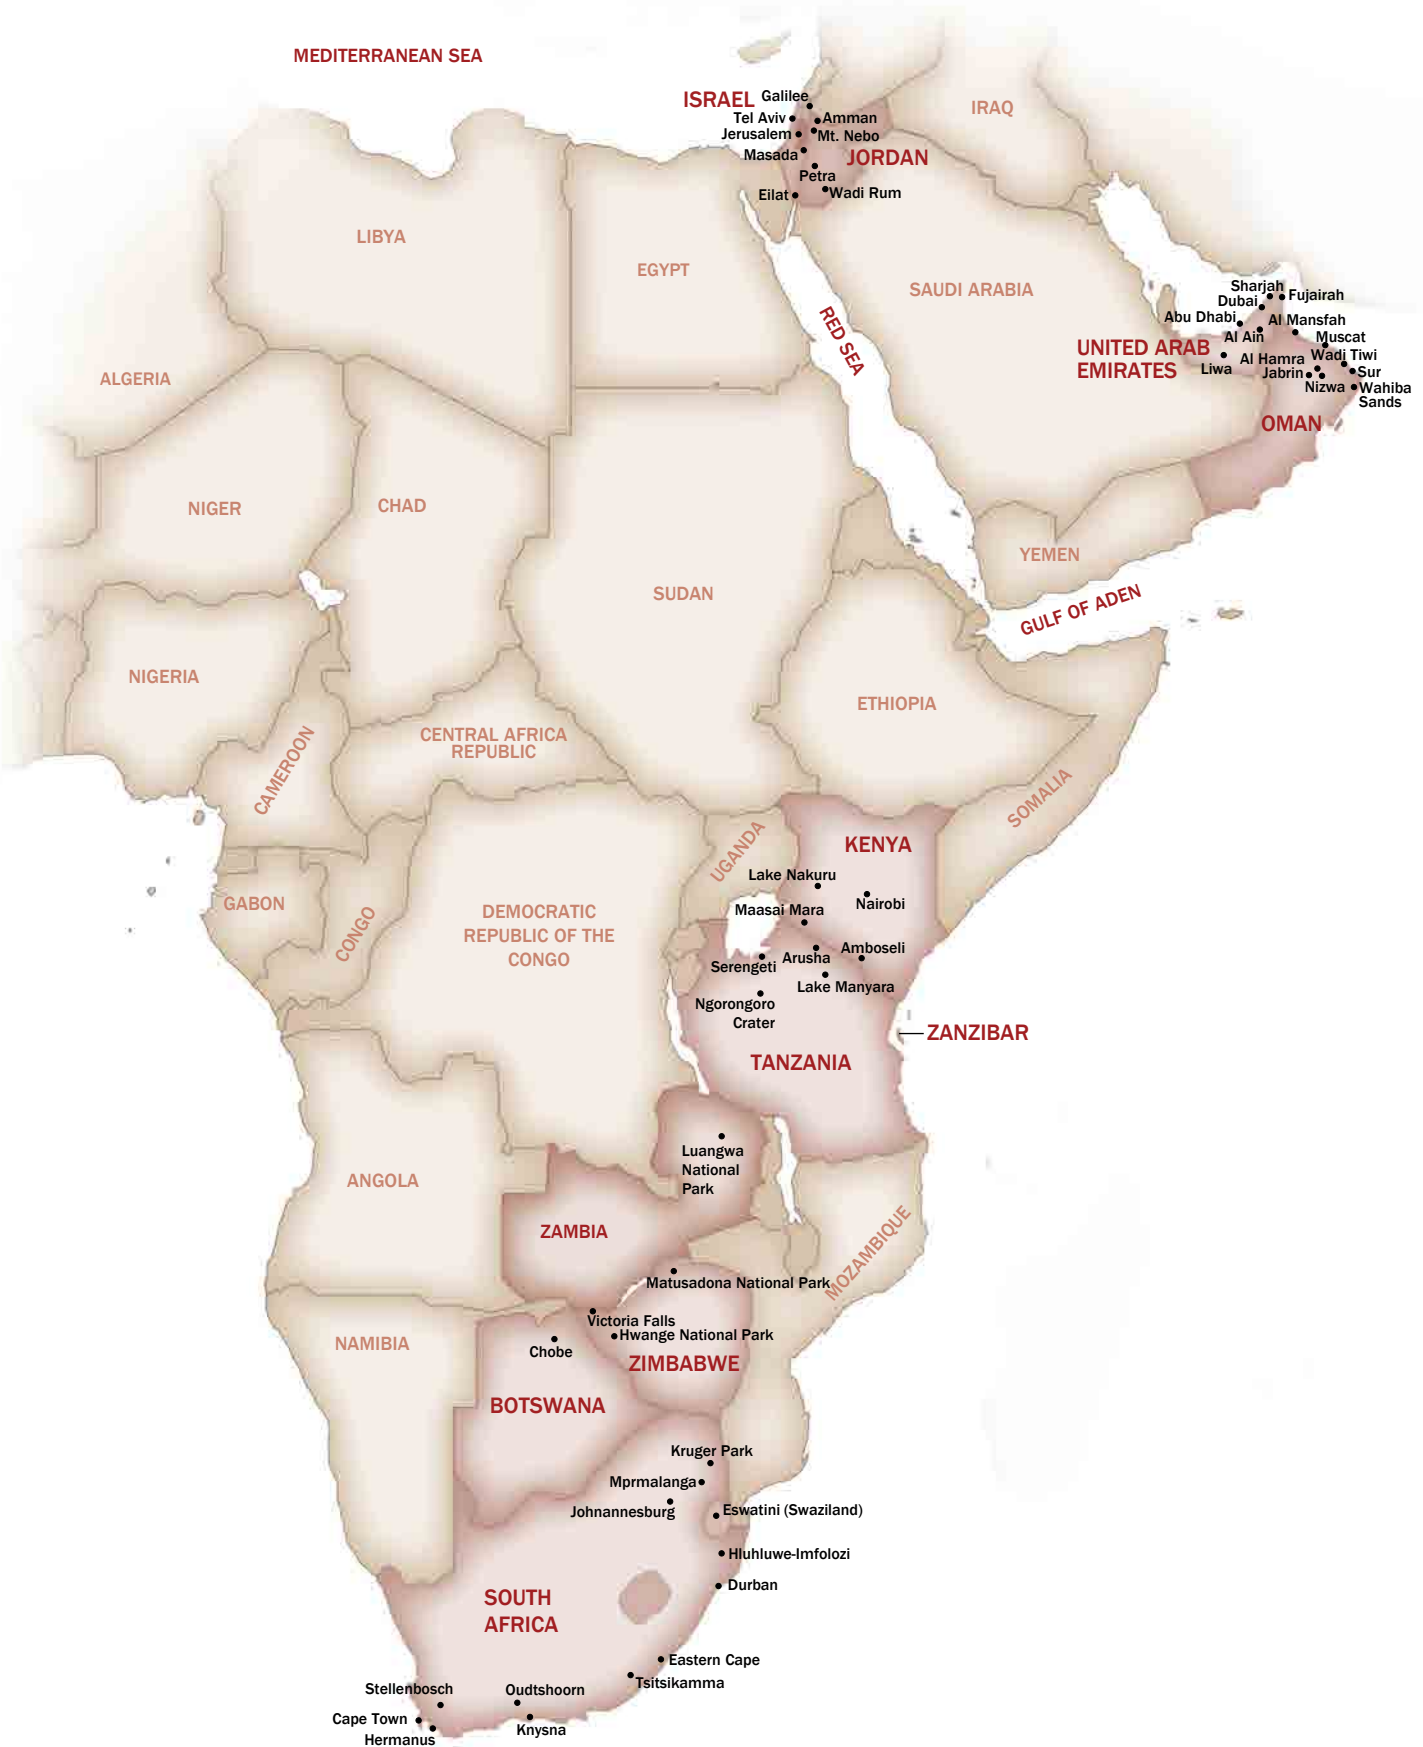 MEDITERRANEAN SEA
ISRAEL
Galilee
Tel Aviv
Amman
Jerusalem
Mt. Nebo
Masada
JORDAN
Petra
Eilat
Wadi Rum
IRAQ
LIBYA
EGYPT
SAUDI ARABIA
RED SEA
Sharjah
Fujairah
Dubai
Abu Dhabi
Al Mansfah
Al Ain
Muscat
UNITED ARAB
EMIRATES
Liwa
Al Hamra
Wadi Tiwi
Jabrin
Sur
Nizwa
Wahiba
Sands
OMAN
ALGERIA
NIGER
CHAD
SUDAN
YEMEN
GULF OF ADEN
NIGERIA
ETHIOPIA
CENTRAL AFRICA
REPUBLIC
CAMEROON
SOMALIA
UGANDA
KENYA
Lake Nakuru
Nairobi
Maasai Mara
GABON
CONGO
DEMOCRATIC
REPUBLIC OF THE
CONGO
Amboseli
Arusha
Serengeti
Lake Manyara
Ngorongoro
Crater
ZANZIBAR
TANZANIA
Luangwa
National
Park
ANGOLA
ZAMBIA
MOZAMBIQUE
Matusadona National Park
Victoria Falls
Hwange National Park
NAMIBIA
Chobe
ZIMBABWE
BOTSWANA
Kruger Park
Mprmalanga
Johnannesburg
Eswatini (Swaziland)
Hluhluwe-Imfolozi
Durban
SOUTH
AFRICA
Eastern Cape
Tsitsikamma
Stellenbosch
Oudtshoorn
Cape Town
Knysna
Hermanus